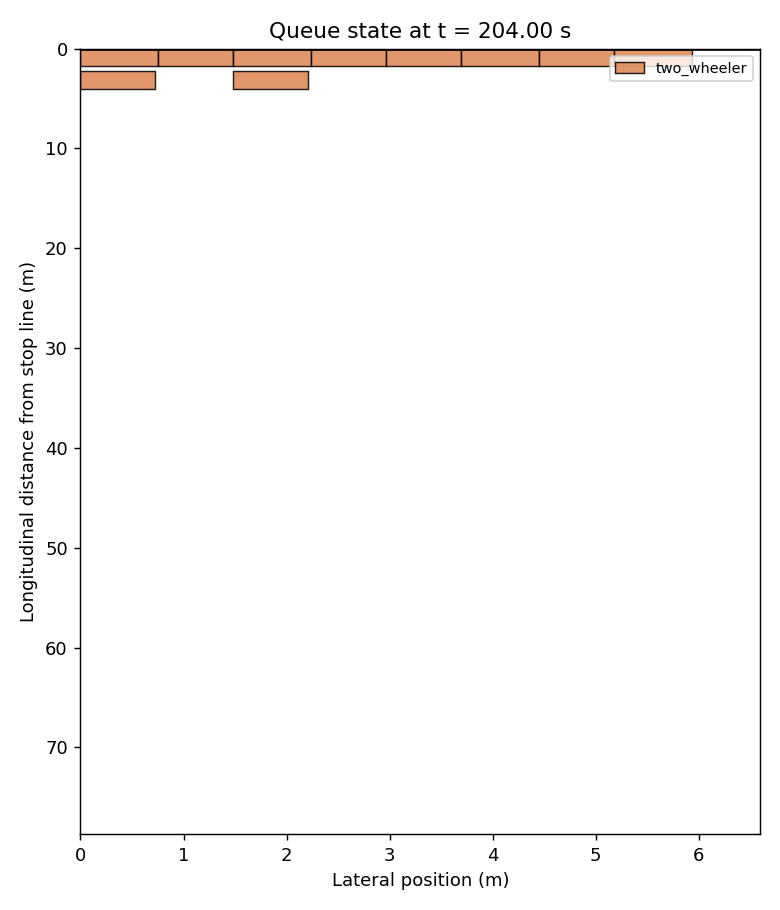 Queue state at t = 204.00 s
two_wheeler
Longitudinal distance from stop line (m)
0
10
20
30
40
50
60
70
0 1 2 3 4 5 6
Lateral position (m)